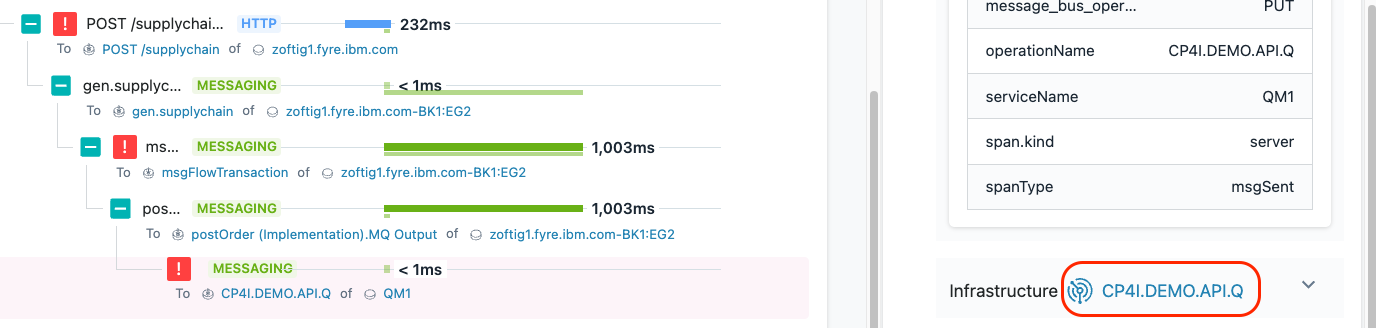 POST /supplychain... HTTP 232ms
To POST /supplychain of zoftig1.fyre.ibm.com
gen.supplyc... MESSAGING < 1ms
To gen.supplychain of zoftig1.fyre.ibm.com-BK1:EG2
! ms... MESSAGING 1,003ms
To msgFlowTransaction of zoftig1.fyre.ibm.com-BK1:EG2
pos... MESSAGING 1,003ms
To postOrder (Implementation).MQ Output of zoftig1.fyre.ibm.com-BK1:EG2
! MESSAGING < 1ms
To CP4I.DEMO.API.Q of QM1
message_bus_oper... PUT
operationName CP4I.DEMO.API.Q
serviceName QM1
span.kind server
spanType msgSent
Infrastructure CP4I.DEMO.API.Q